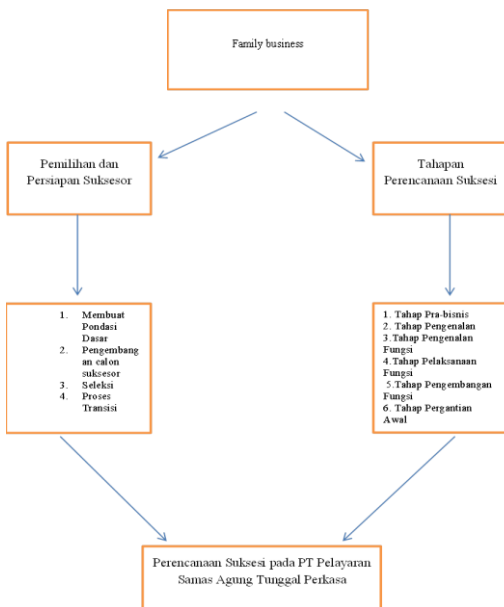 Family business
Pemilihan dan
Persiapan Suksesor
Tahapan
Perencanaan Suksesi
1. Membuat
Pondasi
Dasar
2. Pengembang
an calon
suksesor
3. Seleksi
4. Proses
Transisi
1. Tahap Pra-bisnis
2. Tahap Pengenalan
3.Tahap Pengenalan
Fungsi
4.Tahap Pelaksanaan
Fungsi
5.Tahap Pengembangan
Fungsi
6. Tahap Pergantian
Awal
Perencanaan Suksesi pada PT Pelayaran
Samas Agung Tunggal Perkasa